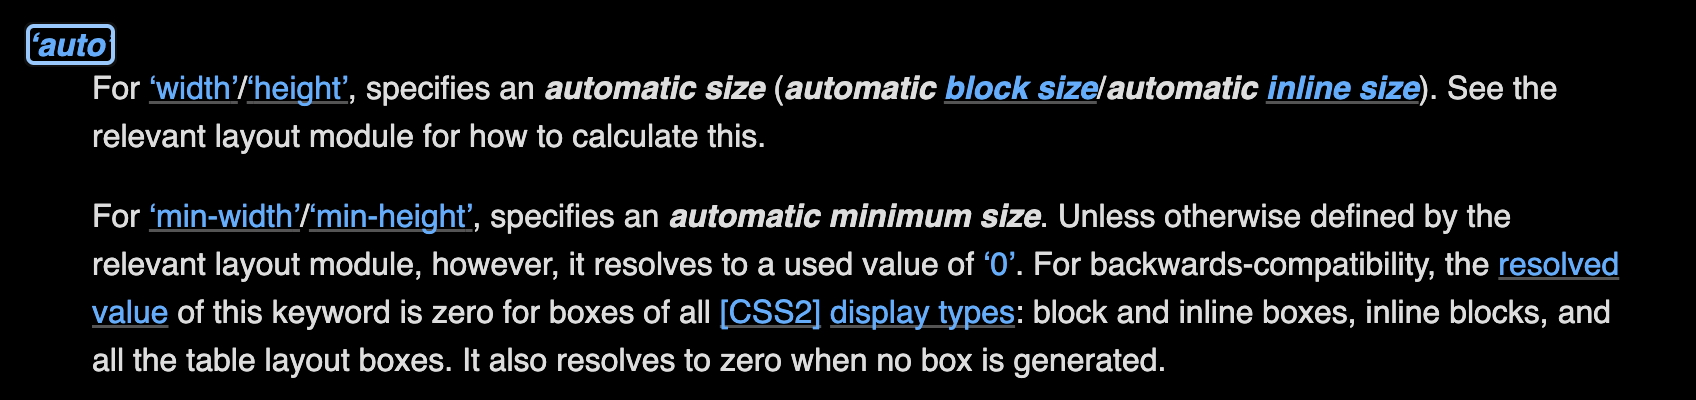 ‘auto’
For ‘width’/‘height’, specifies an automatic size (automatic block size/automatic inline size). See the
relevant layout module for how to calculate this.
For ‘min-width’/‘min-height’, specifies an automatic minimum size. Unless otherwise defined by the
relevant layout module, however, it resolves to a used value of ‘0’. For backwards-compatibility, the resolved
value of this keyword is zero for boxes of all [CSS2] display types: block and inline boxes, inline blocks, and
all the table layout boxes. It also resolves to zero when no box is generated.